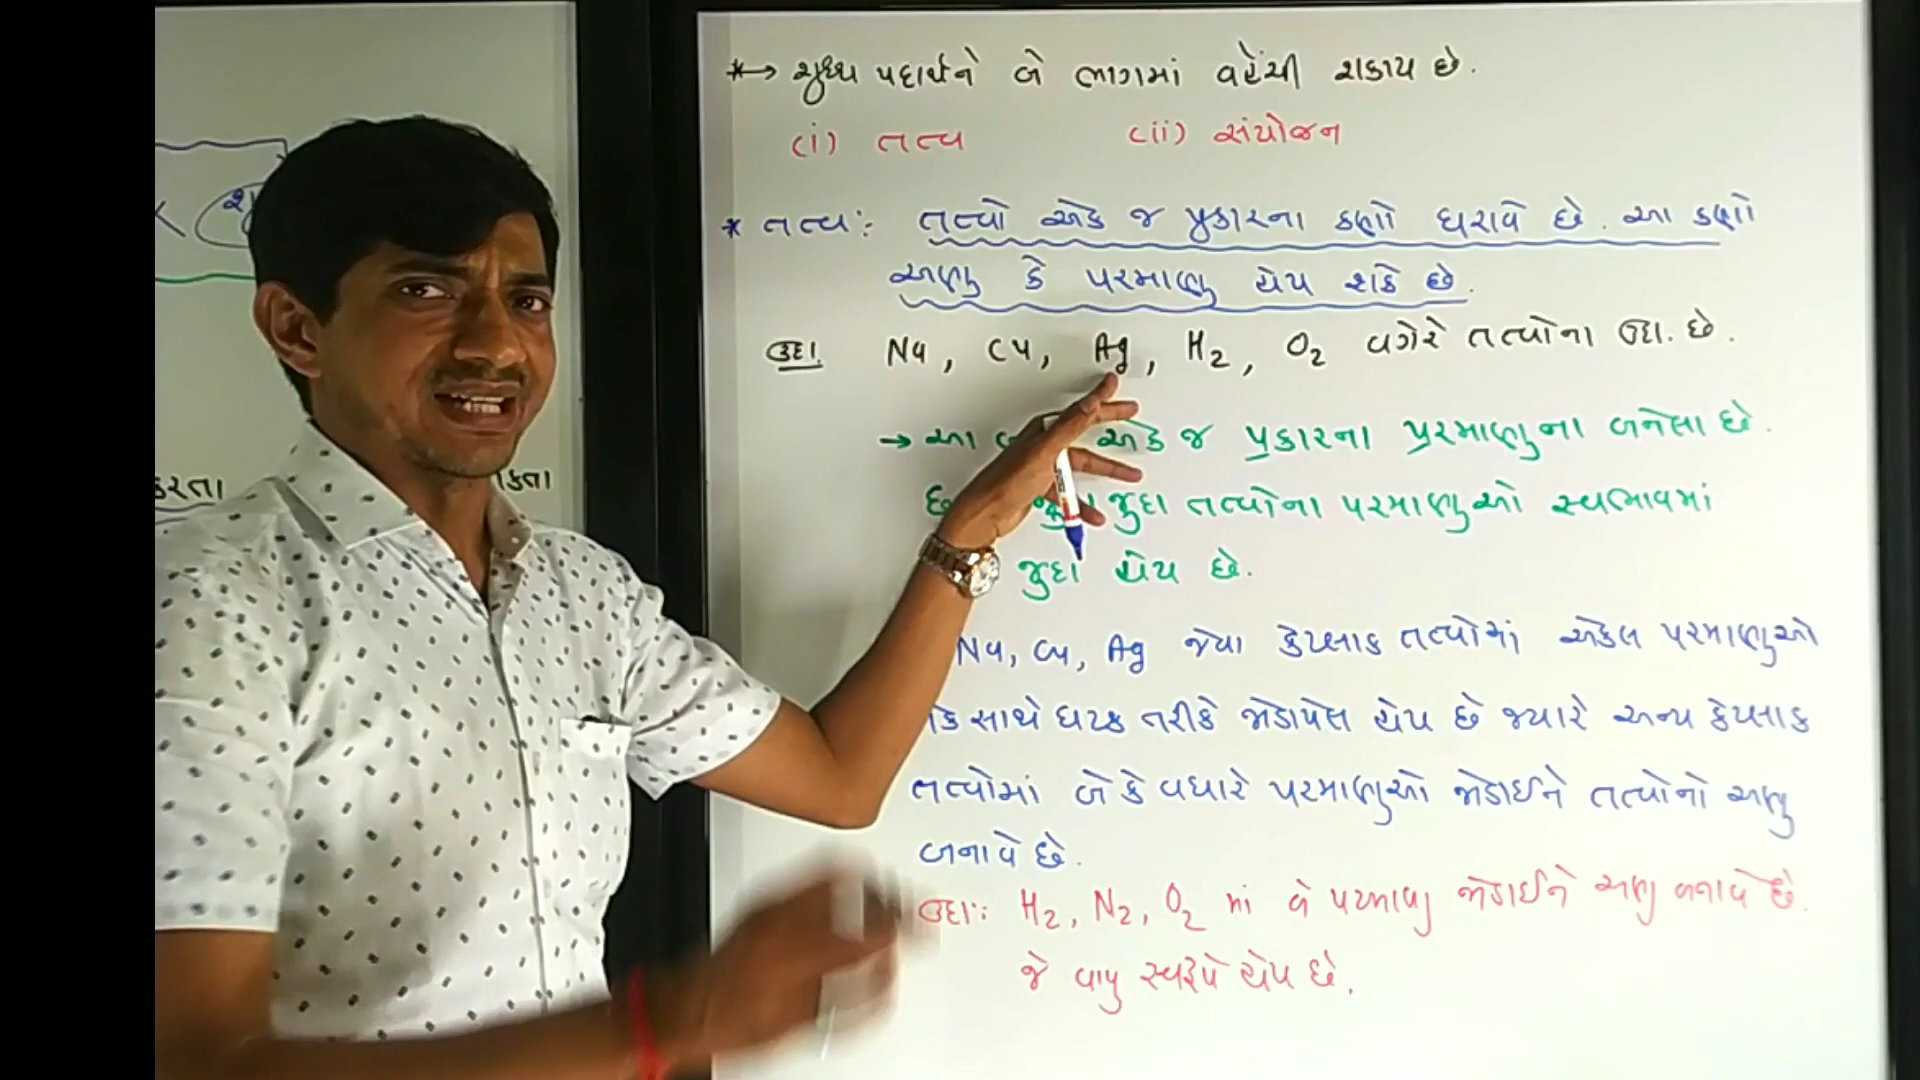 શુ
કરતા
કતા
*→ શુધ્ધ પદાર્થને બે ભાગમાં વહેંચી શકાય છે.
(i) તત્વ (ii) સંયોજન
* તત્વ: તત્વો એક જ પ્રકારના કણો ધરાવે છે. આ કણો
અણુ કે પરમાણુ હોય શકે છે.
ઉદા. Na, Cu, Ag, H2, O2 વગેરે તત્વોના ઉદા. છે.
→ આ એક જ પ્રકારના પરમાણુના બનેલા છે.
છે જુદા તત્વોના પરમાણુઓ સ્વભાવમાં
જુદા હોય છે.
Na, Cu, Ag જેવા કેટલાક તત્વોમાં એકલ પરમાણુઓ
ક સાથે ઘટક તરીકે જોડાયેલ હોય છે જ્યારે અન્ય કેટલાક
તત્વોમાં બે કે વધારે પરમાણુઓ જોડાઈને તત્વોનો અણુ
બનાવે છે.
ઉદા: H2, N2, O2 માં બે પરમાણુ જોડાઈને અણુ બનાવે છે.
જે વાયુ સ્વરૂપે હોય છે.